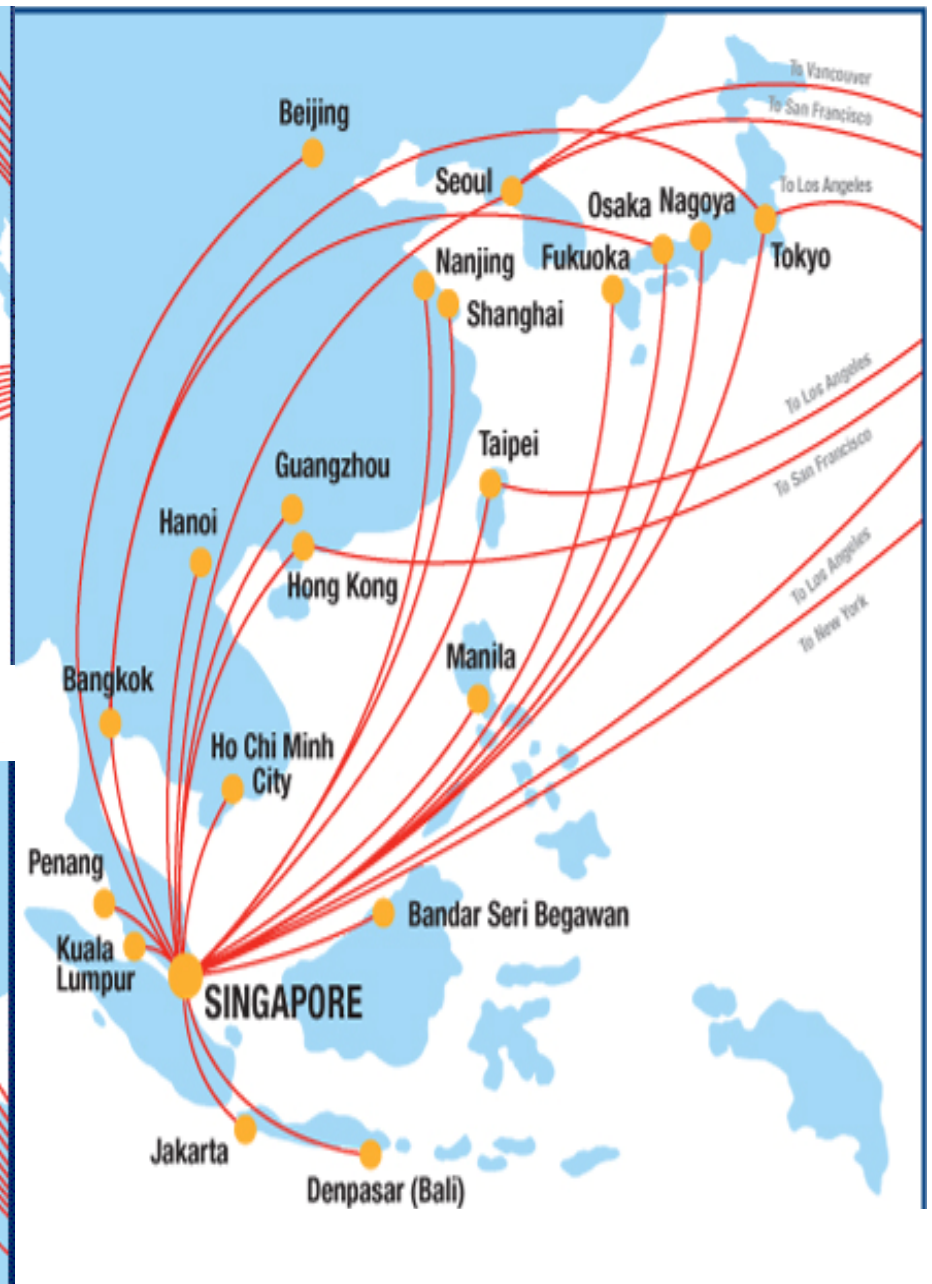 To Vancouver
Beijing
To San Francisco
Seoul
To Los Angeles
Osaka
Nagoya
Nanjing
Fukuoka
Tokyo
Shanghai
To Los Angeles
Taipei
Guangzhou
To San Francisco
Hanoi
Hong Kong
To Los Angeles
To New York
Manila
Bangkok
Ho Chi Minh
City
Penang
Bandar Seri Begawan
Kuala
Lumpur
SINGAPORE
Jakarta
Denpasar (Bali)